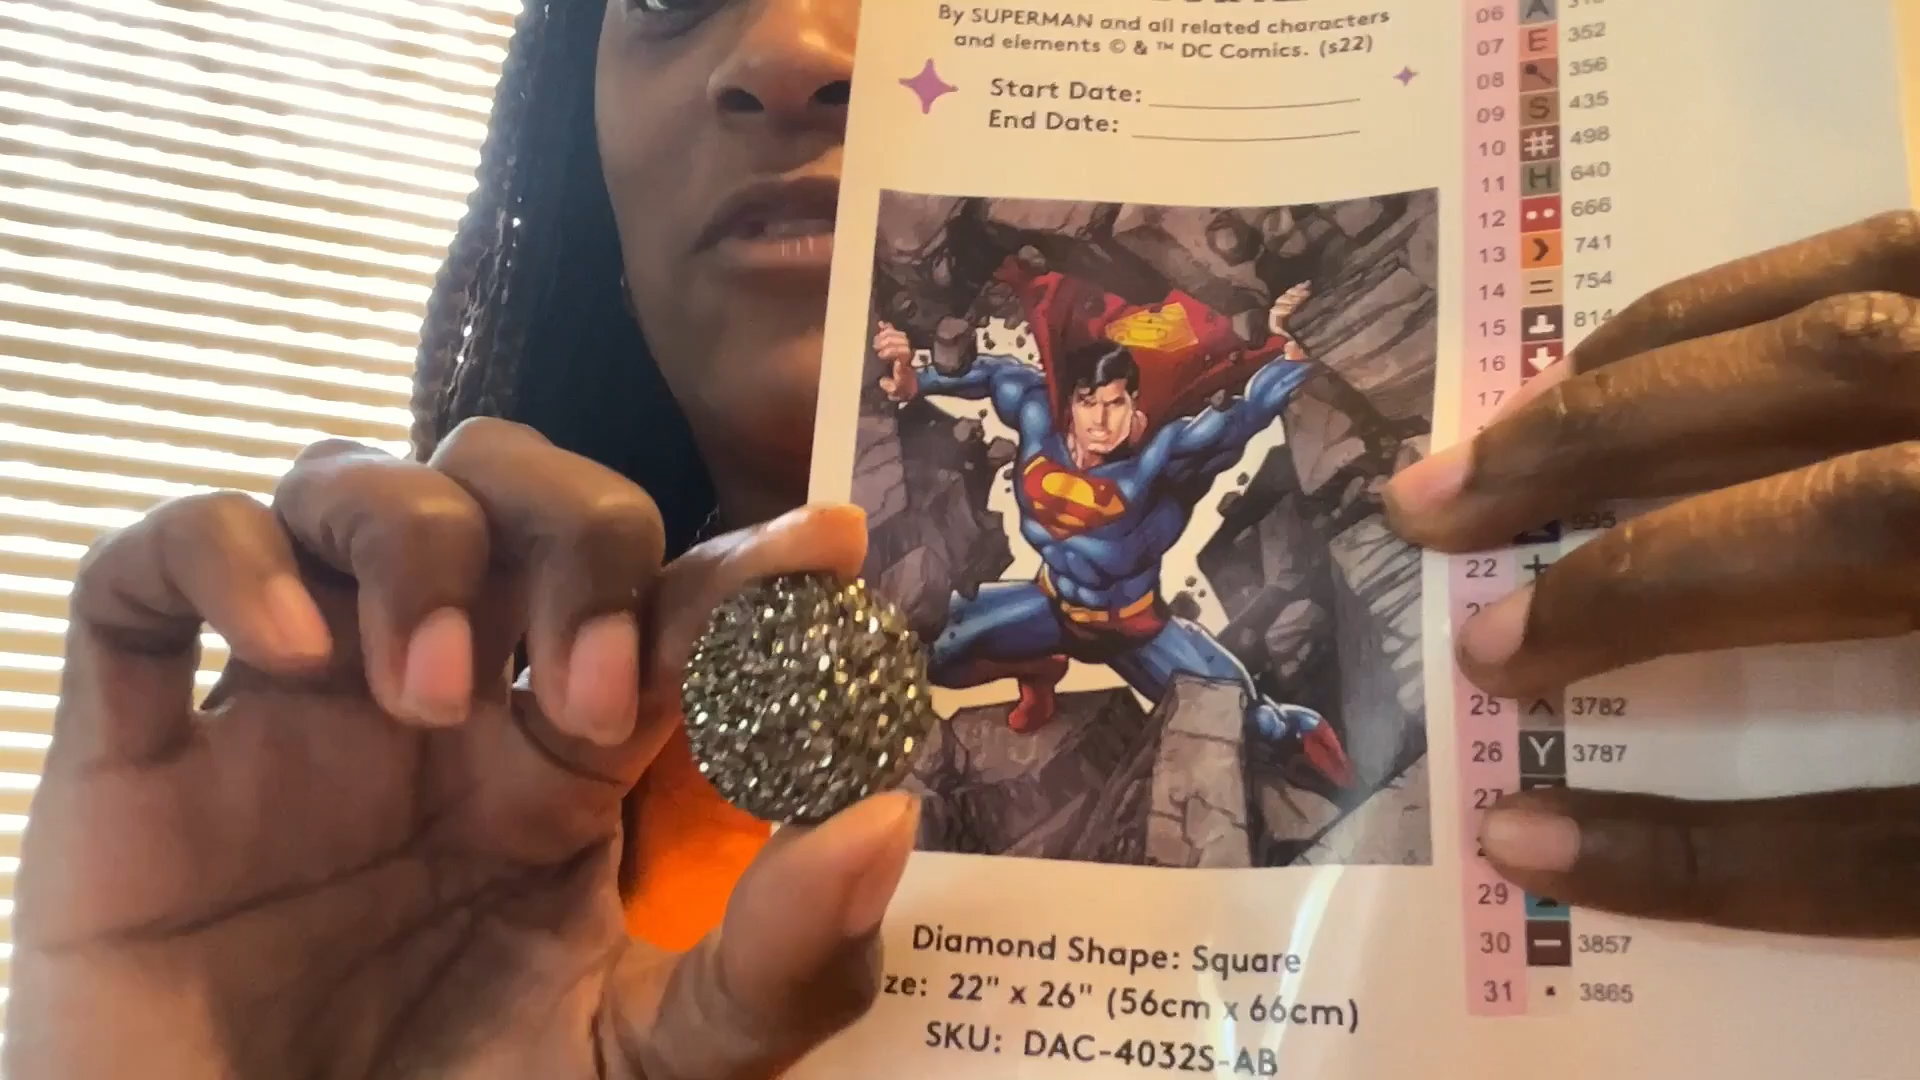 By SUPERMAN and all related characters
and elements © & ™ DC Comics. (s22)
Start Date:
End Date:
Diamond Shape: Square
ze: 22" x 26" (56cm x 66cm)
SKU: DAC-4032S-AB
06 A
07 E 352
08 356
09 S 435
10 # 498
11 H 640
12 •• 666
13 > 741
14 = 754
15 814
16
17
995
22 +
25 ^ 3782
26 Y 3787
27
29
30 − 3857
31 ▪ 3865